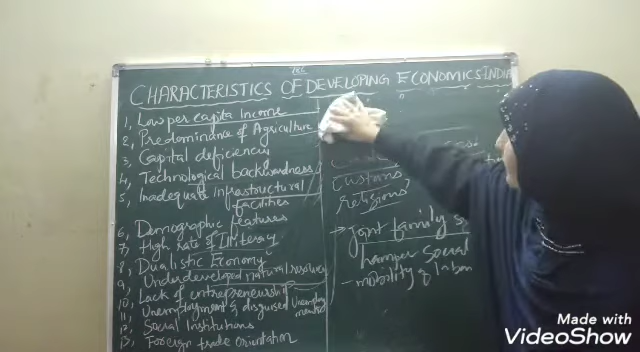 CHARACTERISTICS OF DEVELOPING ECONOMICS INDIA
1, Low per capita Income
2, Predominance of Agriculture
3, Capital deficiency
4, Technological backwardness
5, Inadequate Infrastructural
facilities
6, Demographic features
7, High rate of Illiteracy
8, Dualistic Economy
9, Underdeveloped natural resources
10, Lack of entrepreneurship
11, Unemployment & disguised Unemployment
12, Social Institutions
13, Foreign trade Orientation
customs
religions
→ Joint family
hamper Social
- mobility of labour
Made with
VideoShow